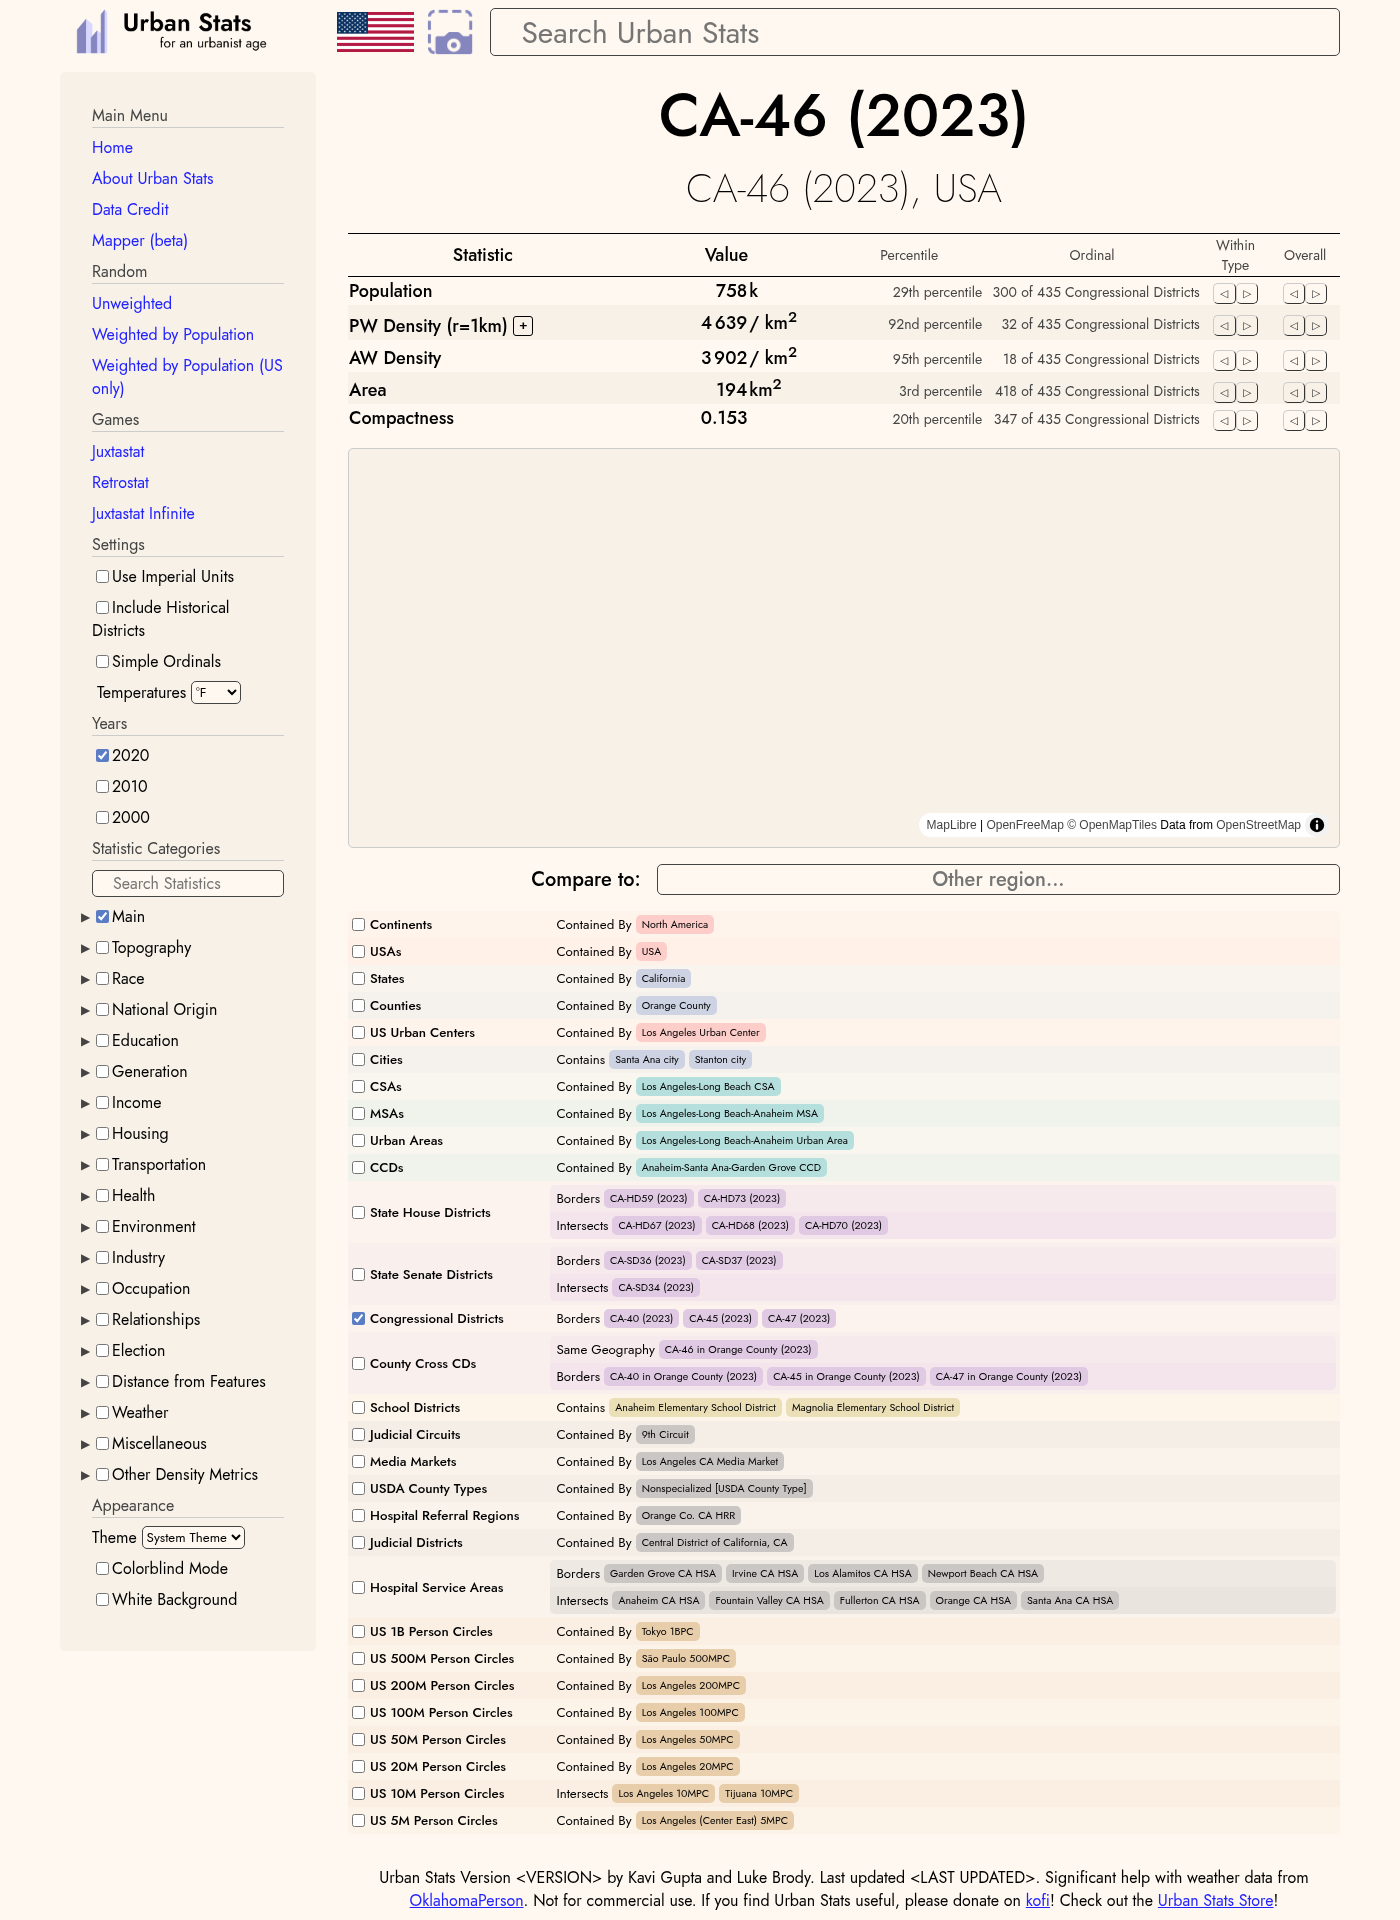 Urban Stats
for an urbanist age
Search Urban Stats
Main Menu
Home
About Urban Stats
Data Credit
Mapper (beta)
Random
Unweighted
Weighted by Population
Weighted by Population (US
only)
Games
Juxtastat
Retrostat
Juxtastat Infinite
Settings
Use Imperial Units
Include Historical
Districts
Simple Ordinals
Temperatures °F
Years
2020
2010
2000
Statistic Categories
Search Statistics
Main
Topography
Race
National Origin
Education
Generation
Income
Housing
Transportation
Health
Environment
Industry
Occupation
Relationships
Election
Distance from Features
Weather
Miscellaneous
Other Density Metrics
Appearance
Theme System Theme
Colorblind Mode
White Background
CA-46 (2023)
CA-46 (2023), USA
Statistic Value Percentile Ordinal Within Type Overall
Population 758k 29th percentile 300 of 435 Congressional Districts
PW Density (r=1km) + 4 639 / km2 92nd percentile 32 of 435 Congressional Districts
AW Density 3 902 / km2 95th percentile 18 of 435 Congressional Districts
Area 194 km2 3rd percentile 418 of 435 Congressional Districts
Compactness 0.153 20th percentile 347 of 435 Congressional Districts
MapLibre | OpenFreeMap © OpenMapTiles Data from OpenStreetMap
Compare to: Other region...
Continents Contained By North America
USAs Contained By USA
States Contained By California
Counties Contained By Orange County
US Urban Centers Contained By Los Angeles Urban Center
Cities Contains Santa Ana city Stanton city
CSAs Contained By Los Angeles-Long Beach CSA
MSAs Contained By Los Angeles-Long Beach-Anaheim MSA
Urban Areas Contained By Los Angeles-Long Beach-Anaheim Urban Area
CCDs Contained By Anaheim-Santa Ana-Garden Grove CCD
State House Districts Borders CA-HD59 (2023) CA-HD73 (2023)
Intersects CA-HD67 (2023) CA-HD68 (2023) CA-HD70 (2023)
State Senate Districts Borders CA-SD36 (2023) CA-SD37 (2023)
Intersects CA-SD34 (2023)
Congressional Districts Borders CA-40 (2023) CA-45 (2023) CA-47 (2023)
County Cross CDs Same Geography CA-46 in Orange County (2023)
Borders CA-40 in Orange County (2023) CA-45 in Orange County (2023) CA-47 in Orange County (2023)
School Districts Contains Anaheim Elementary School District Magnolia Elementary School District
Judicial Circuits Contained By 9th Circuit
Media Markets Contained By Los Angeles CA Media Market
USDA County Types Contained By Nonspecialized [USDA County Type]
Hospital Referral Regions Contained By Orange Co. CA HRR
Judicial Districts Contained By Central District of California, CA
Hospital Service Areas Borders Garden Grove CA HSA Irvine CA HSA Los Alamitos CA HSA Newport Beach CA HSA
Intersects Anaheim CA HSA Fountain Valley CA HSA Fullerton CA HSA Orange CA HSA Santa Ana CA HSA
US 1B Person Circles Contained By Tokyo 1BPC
US 500M Person Circles Contained By São Paulo 500MPC
US 200M Person Circles Contained By Los Angeles 200MPC
US 100M Person Circles Contained By Los Angeles 100MPC
US 50M Person Circles Contained By Los Angeles 50MPC
US 20M Person Circles Contained By Los Angeles 20MPC
US 10M Person Circles Intersects Los Angeles 10MPC Tijuana 10MPC
US 5M Person Circles Contained By Los Angeles (Center East) 5MPC
Urban Stats Version <VERSION> by Kavi Gupta and Luke Brody. Last updated <LAST UPDATED>. Significant help with weather data from
OklahomaPerson. Not for commercial use. If you find Urban Stats useful, please donate on kofi! Check out the Urban Stats Store!